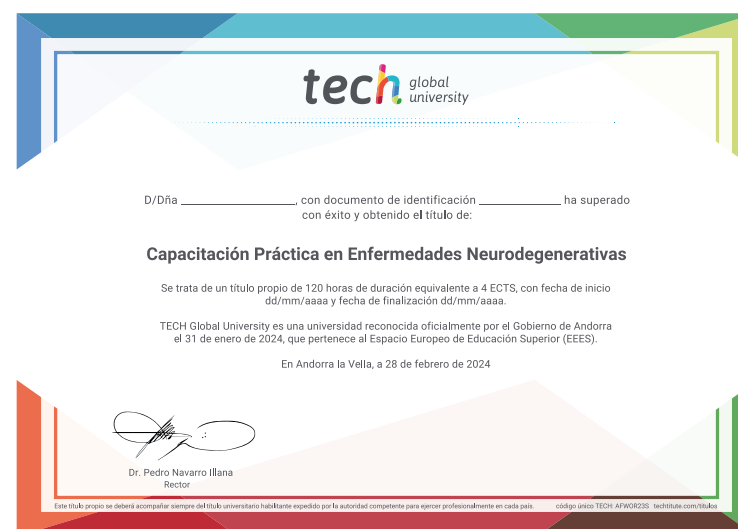 tech global university
D/Dña ____________________, con documento de identificación ______________ ha superado
con éxito y obtenido el título de:
Capacitación Práctica en Enfermedades Neurodegenerativas
Se trata de un título propio de 120 horas de duración equivalente a 4 ECTS, con fecha de inicio
dd/mm/aaaa y fecha de finalización dd/mm/aaaa.
TECH Global University es una universidad reconocida oficialmente por el Gobierno de Andorra
el 31 de enero de 2024, que pertenece al Espacio Europeo de Educación Superior (EEES).
En Andorra la Vella, a 28 de febrero de 2024
Dr. Pedro Navarro Illana
Rector
Este título propio se deberá acompañar siempre del título universitario habilitante expedido por la autoridad competente para ejercer profesionalmente en cada país. código único TECH: AFWOR23S techtitute.com/titulos